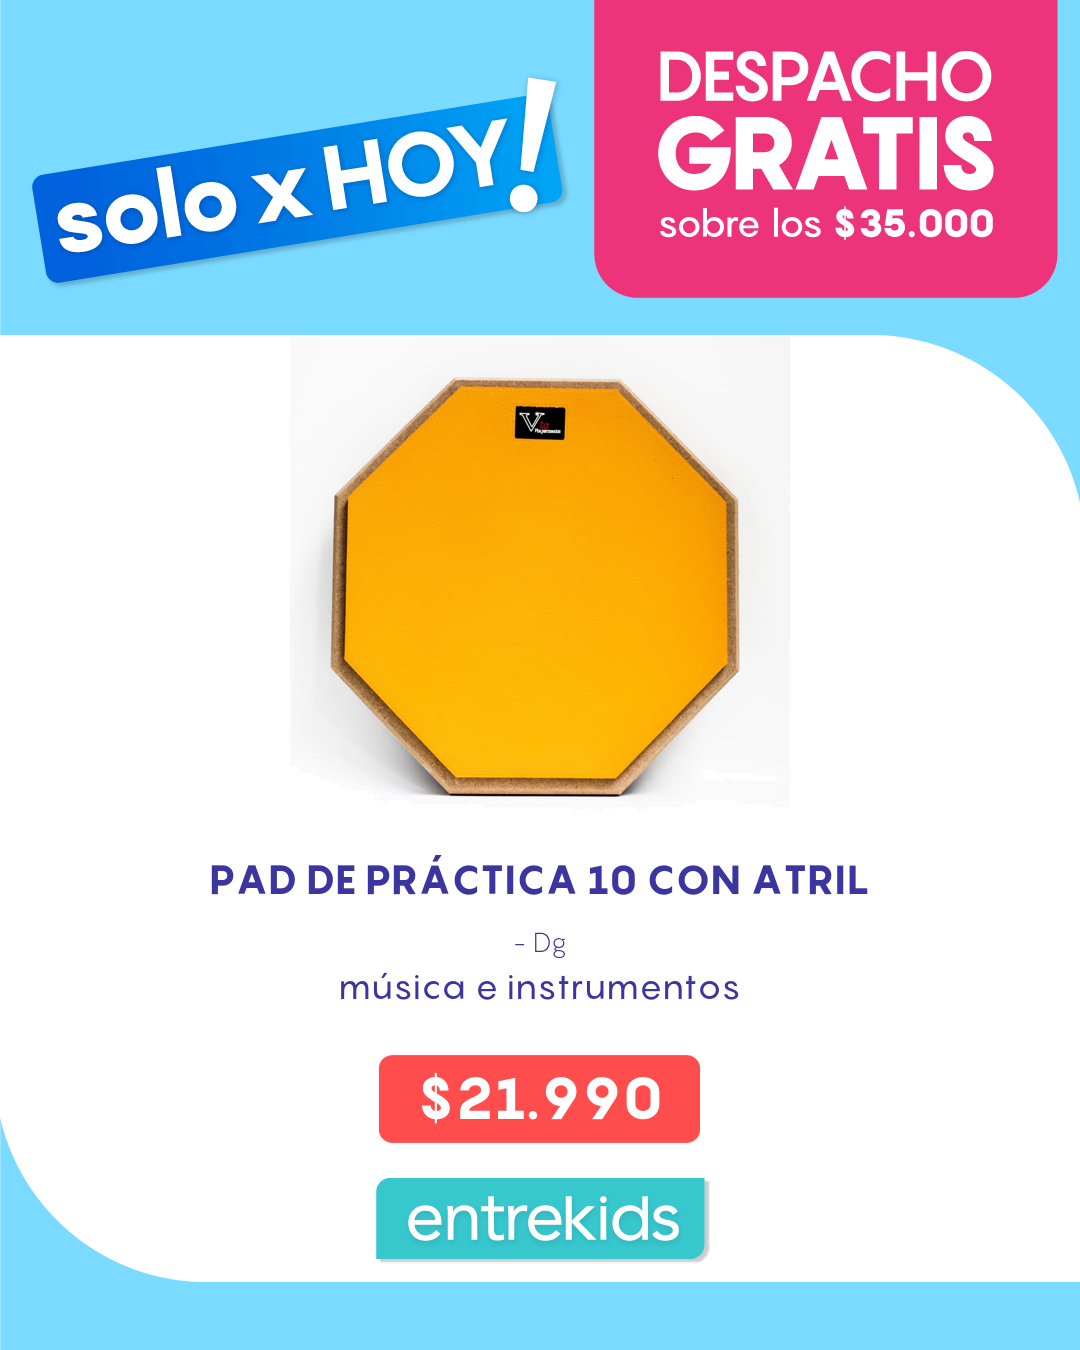 solo x HOY!
DESPACHO
GRATIS
sobre los $35.000
V
PAD DE PRÁCTICA 10 CON ATRIL
- Dg
música e instrumentos
$21.990
entrekids